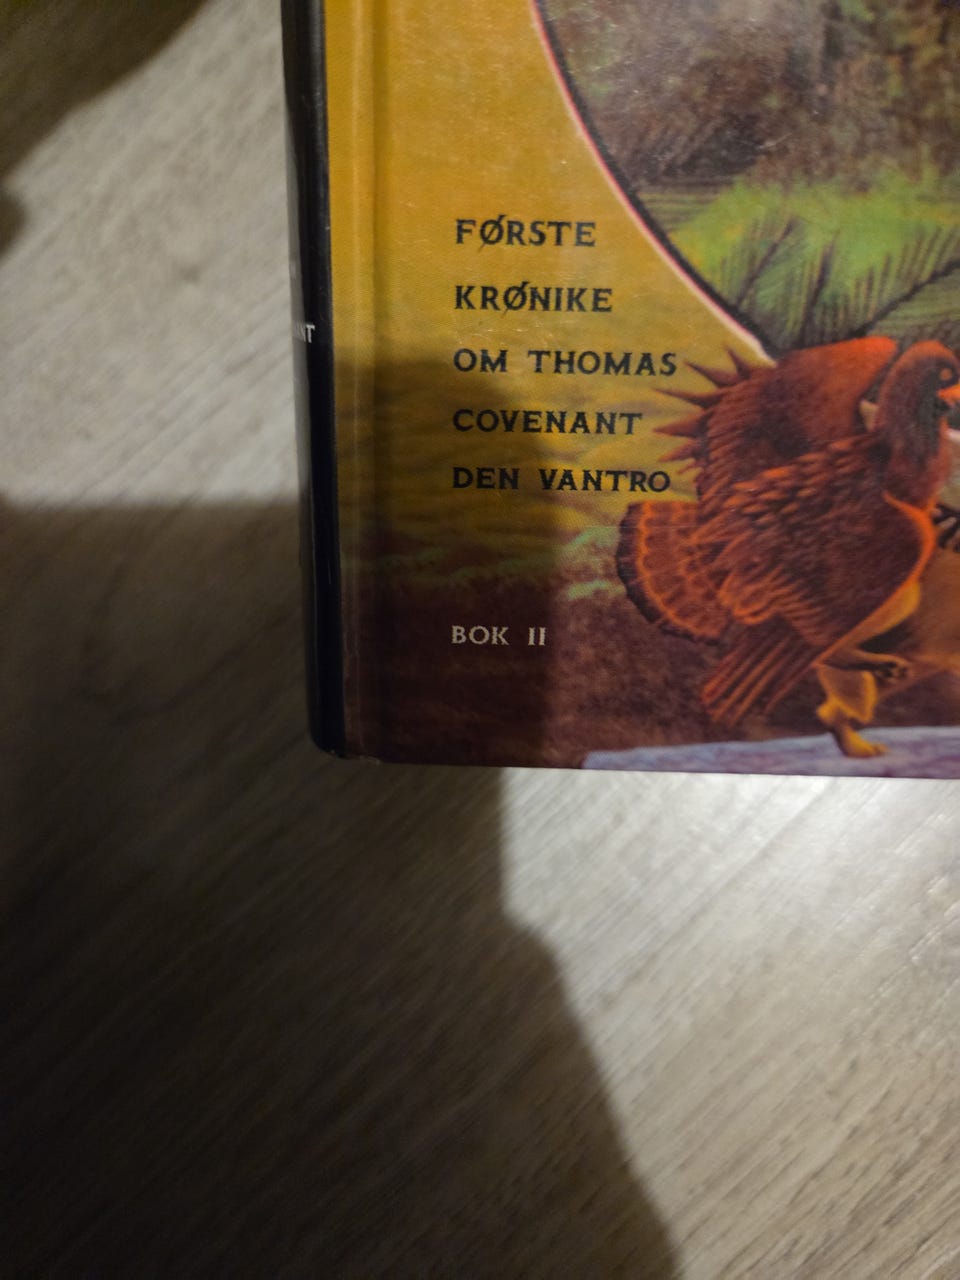 FØRSTE
KRØNIKE
OM THOMAS
COVENANT
DEN VANTRO
BOK II